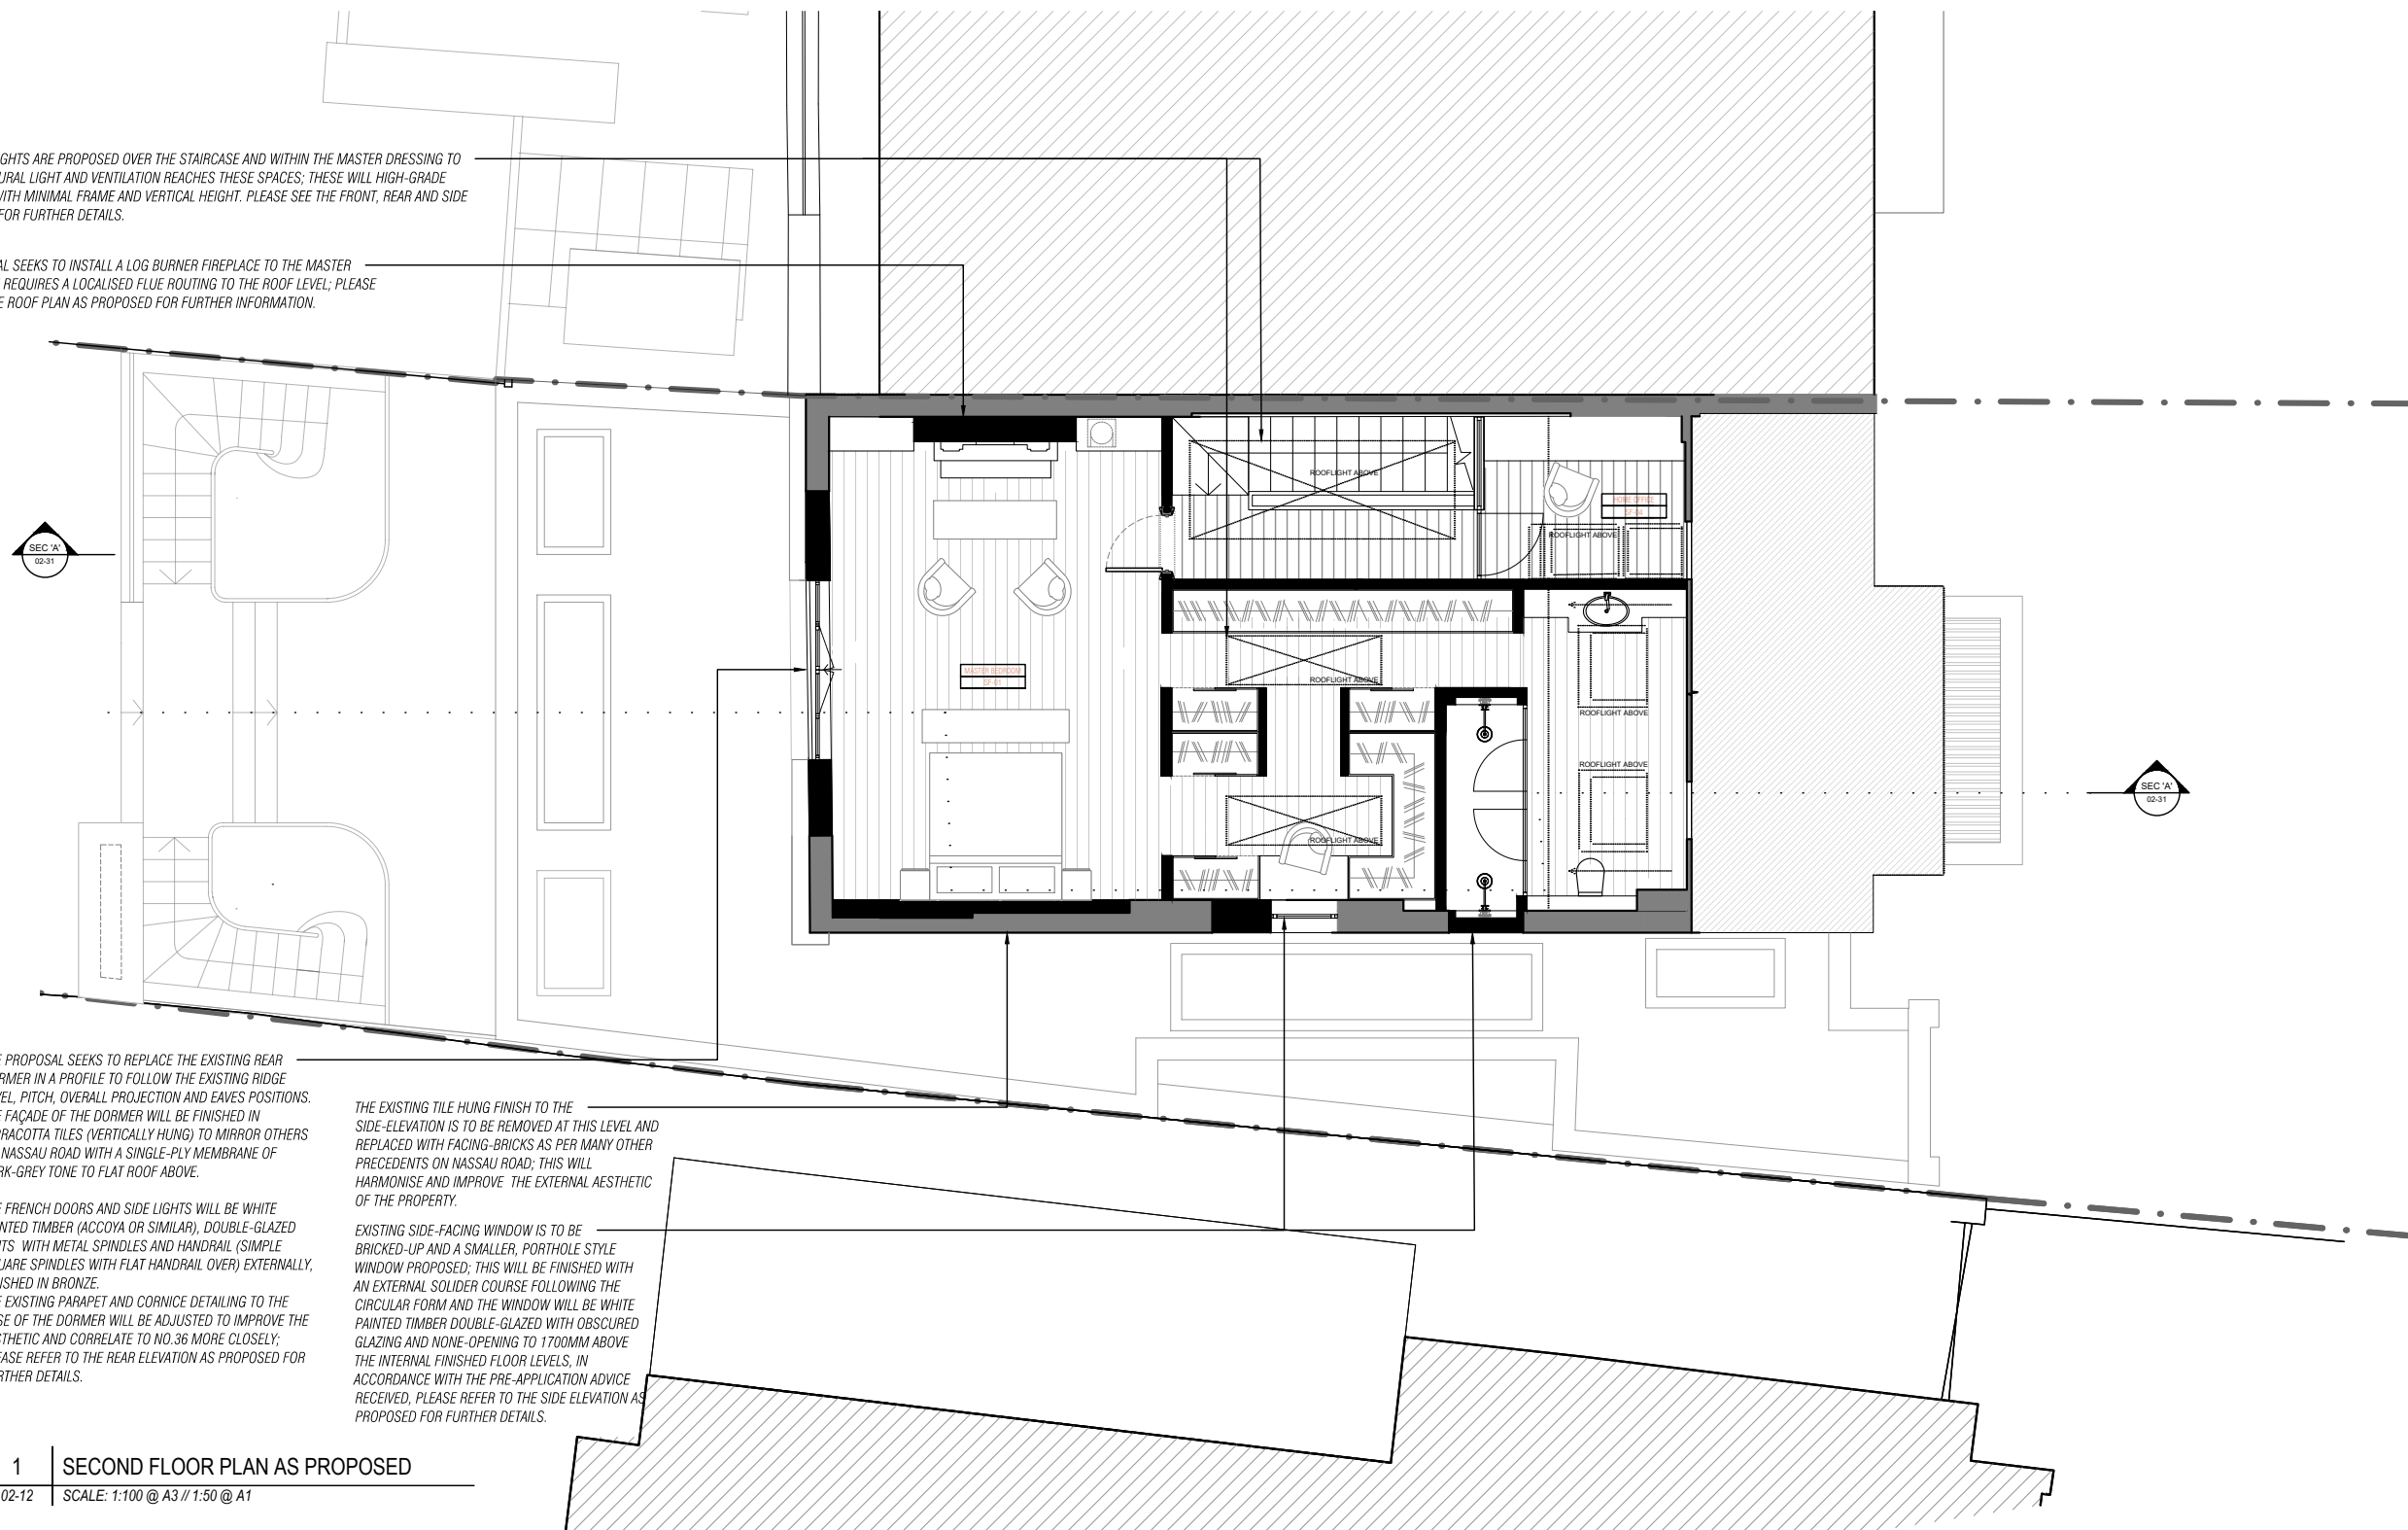 GHTS ARE PROPOSED OVER THE STAIRCASE AND WITHIN THE MASTER DRESSING TO
URAL LIGHT AND VENTILATION REACHES THESE SPACES; THESE WILL HIGH-GRADE
WITH MINIMAL FRAME AND VERTICAL HEIGHT. PLEASE SEE THE FRONT, REAR AND SIDE
FOR FURTHER DETAILS.
AL SEEKS TO INSTALL A LOG BURNER FIREPLACE TO THE MASTER
REQUIRES A LOCALISED FLUE ROUTING TO THE ROOF LEVEL; PLEASE
E ROOF PLAN AS PROPOSED FOR FURTHER INFORMATION.
ROOFLIGHT ABOVE
HOME OFFICE
SF-04
ROOFLIGHT ABOVE
SEC 'A'
02-31
MASTER BEDROOM
SF-01
ROOFLIGHT ABOVE
ROOFLIGHT ABOVE
ROOFLIGHT ABOVE
ROOFLIGHT ABOVE
SEC 'A'
02-31
E PROPOSAL SEEKS TO REPLACE THE EXISTING REAR
RMER IN A PROFILE TO FOLLOW THE EXISTING RIDGE
VEL, PITCH, OVERALL PROJECTION AND EAVES POSITIONS.
E FAÇADE OF THE DORMER WILL BE FINISHED IN
RRACOTTA TILES (VERTICALLY HUNG) TO MIRROR OTHERS
NASSAU ROAD WITH A SINGLE-PLY MEMBRANE OF
RK-GREY TONE TO FLAT ROOF ABOVE.
E FRENCH DOORS AND SIDE LIGHTS WILL BE WHITE
INTED TIMBER (ACCOYA OR SIMILAR), DOUBLE-GLAZED
ITS WITH METAL SPINDLES AND HANDRAIL (SIMPLE
UARE SPINDLES WITH FLAT HANDRAIL OVER) EXTERNALLY,
ISHED IN BRONZE.
E EXISTING PARAPET AND CORNICE DETAILING TO THE
SE OF THE DORMER WILL BE ADJUSTED TO IMPROVE THE
STHETIC AND CORRELATE TO NO.36 MORE CLOSELY;
EASE REFER TO THE REAR ELEVATION AS PROPOSED FOR
RTHER DETAILS.
THE EXISTING TILE HUNG FINISH TO THE
SIDE-ELEVATION IS TO BE REMOVED AT THIS LEVEL AND
REPLACED WITH FACING-BRICKS AS PER MANY OTHER
PRECEDENTS ON NASSAU ROAD; THIS WILL
HARMONISE AND IMPROVE THE EXTERNAL AESTHETIC
OF THE PROPERTY.
EXISTING SIDE-FACING WINDOW IS TO BE
BRICKED-UP AND A SMALLER, PORTHOLE STYLE
WINDOW PROPOSED; THIS WILL BE FINISHED WITH
AN EXTERNAL SOLIDER COURSE FOLLOWING THE
CIRCULAR FORM AND THE WINDOW WILL BE WHITE
PAINTED TIMBER DOUBLE-GLAZED WITH OBSCURED
GLAZING AND NONE-OPENING TO 1700MM ABOVE
THE INTERNAL FINISHED FLOOR LEVELS, IN
ACCORDANCE WITH THE PRE-APPLICATION ADVICE
RECEIVED, PLEASE REFER TO THE SIDE ELEVATION AS
PROPOSED FOR FURTHER DETAILS.
1 SECOND FLOOR PLAN AS PROPOSED
02-12 SCALE: 1:100 @ A3 // 1:50 @ A1